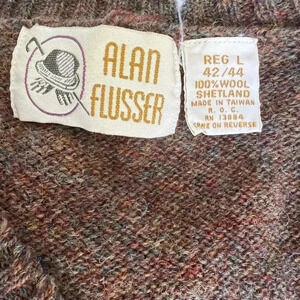 ALAN
FLUSSER
REG L
42/44
100% WOOL
SHETLAND
MADE IN TAIWAN
R. O. C.
RN 13884
CARE ON REVERSE